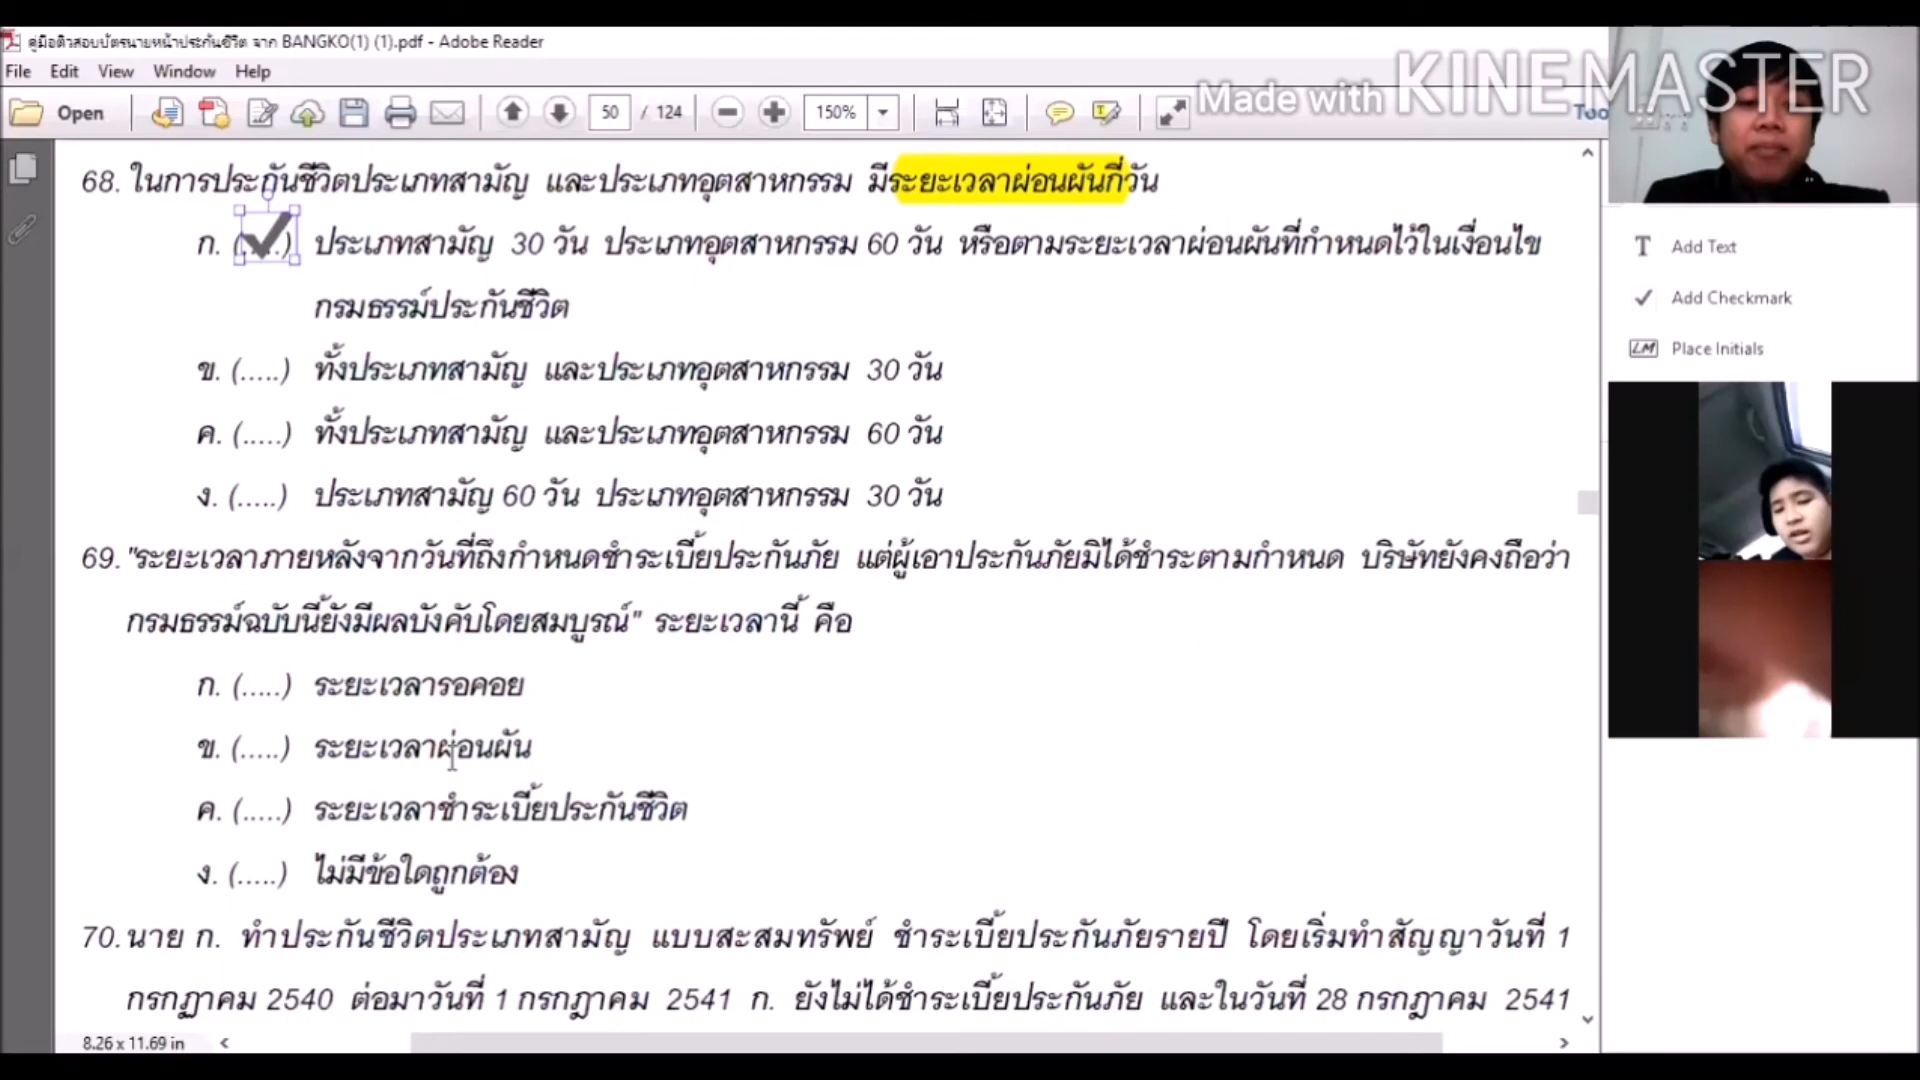 คู่มือติวสอบบัตรนายหน้าประกันชีวิต จาก BANGKO(1) (1).pdf - Adobe Reader
File Edit View Window Help
Made with KINEMASTER
Open 50 / 124 150% Too
68. ในการประกันชีวิตประเภทสามัญ และประเภทอุตสาหกรรม มีระยะเวลาผ่อนผันกี่วัน
ก. (.....) ประเภทสามัญ 30 วัน ประเภทอุตสาหกรรม 60 วัน หรือตามระยะเวลาผ่อนผันที่กำหนดไว้ในเงื่อนไข
กรมธรรม์ประกันชีวิต
ข. (.....) ทั้งประเภทสามัญ และประเภทอุตสาหกรรม 30 วัน
ค. (.....) ทั้งประเภทสามัญ และประเภทอุตสาหกรรม 60 วัน
ง. (.....) ประเภทสามัญ 60 วัน ประเภทอุตสาหกรรม 30 วัน
69. "ระยะเวลาภายหลังจากวันที่ถึงกำหนดชำระเบี้ยประกันภัย แต่ผู้เอาประกันภัยมิได้ชำระตามกำหนด บริษัทยังคงถือว่า
กรมธรรม์ฉบับนี้ยังมีผลบังคับโดยสมบูรณ์" ระยะเวลานี้ คือ
ก. (.....) ระยะเวลารอคอย
ข. (.....) ระยะเวลาผ่อนผัน
ค. (.....) ระยะเวลาชำระเบี้ยประกันชีวิต
ง. (.....) ไม่มีข้อใดถูกต้อง
70. นาย ก. ทำประกันชีวิตประเภทสามัญ แบบสะสมทรัพย์ ชำระเบี้ยประกันภัยรายปี โดยเริ่มทำสัญญาวันที่ 1
กรกฎาคม 2540 ต่อมาวันที่ 1 กรกฎาคม 2541 ก. ยังไม่ได้ชำระเบี้ยประกันภัย และในวันที่ 28 กรกฎาคม 2541
8.26 x 11.69 in
Add Text
Add Checkmark
LM Place Initials